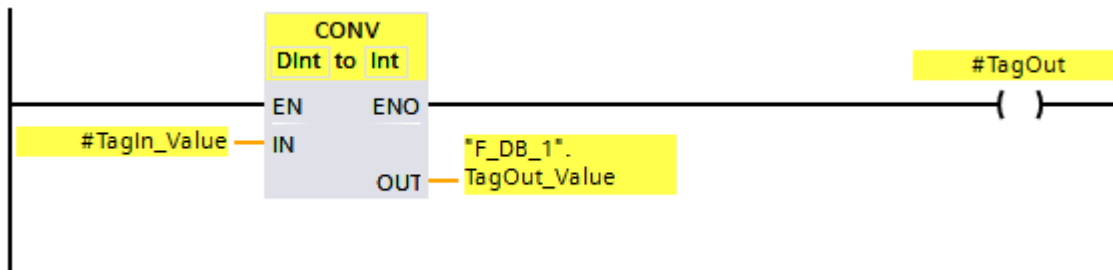 CONV
DInt to Int
#TagOut
EN ENO
#TagIn_Value
IN
"F_DB_1".
OUT
TagOut_Value
( )